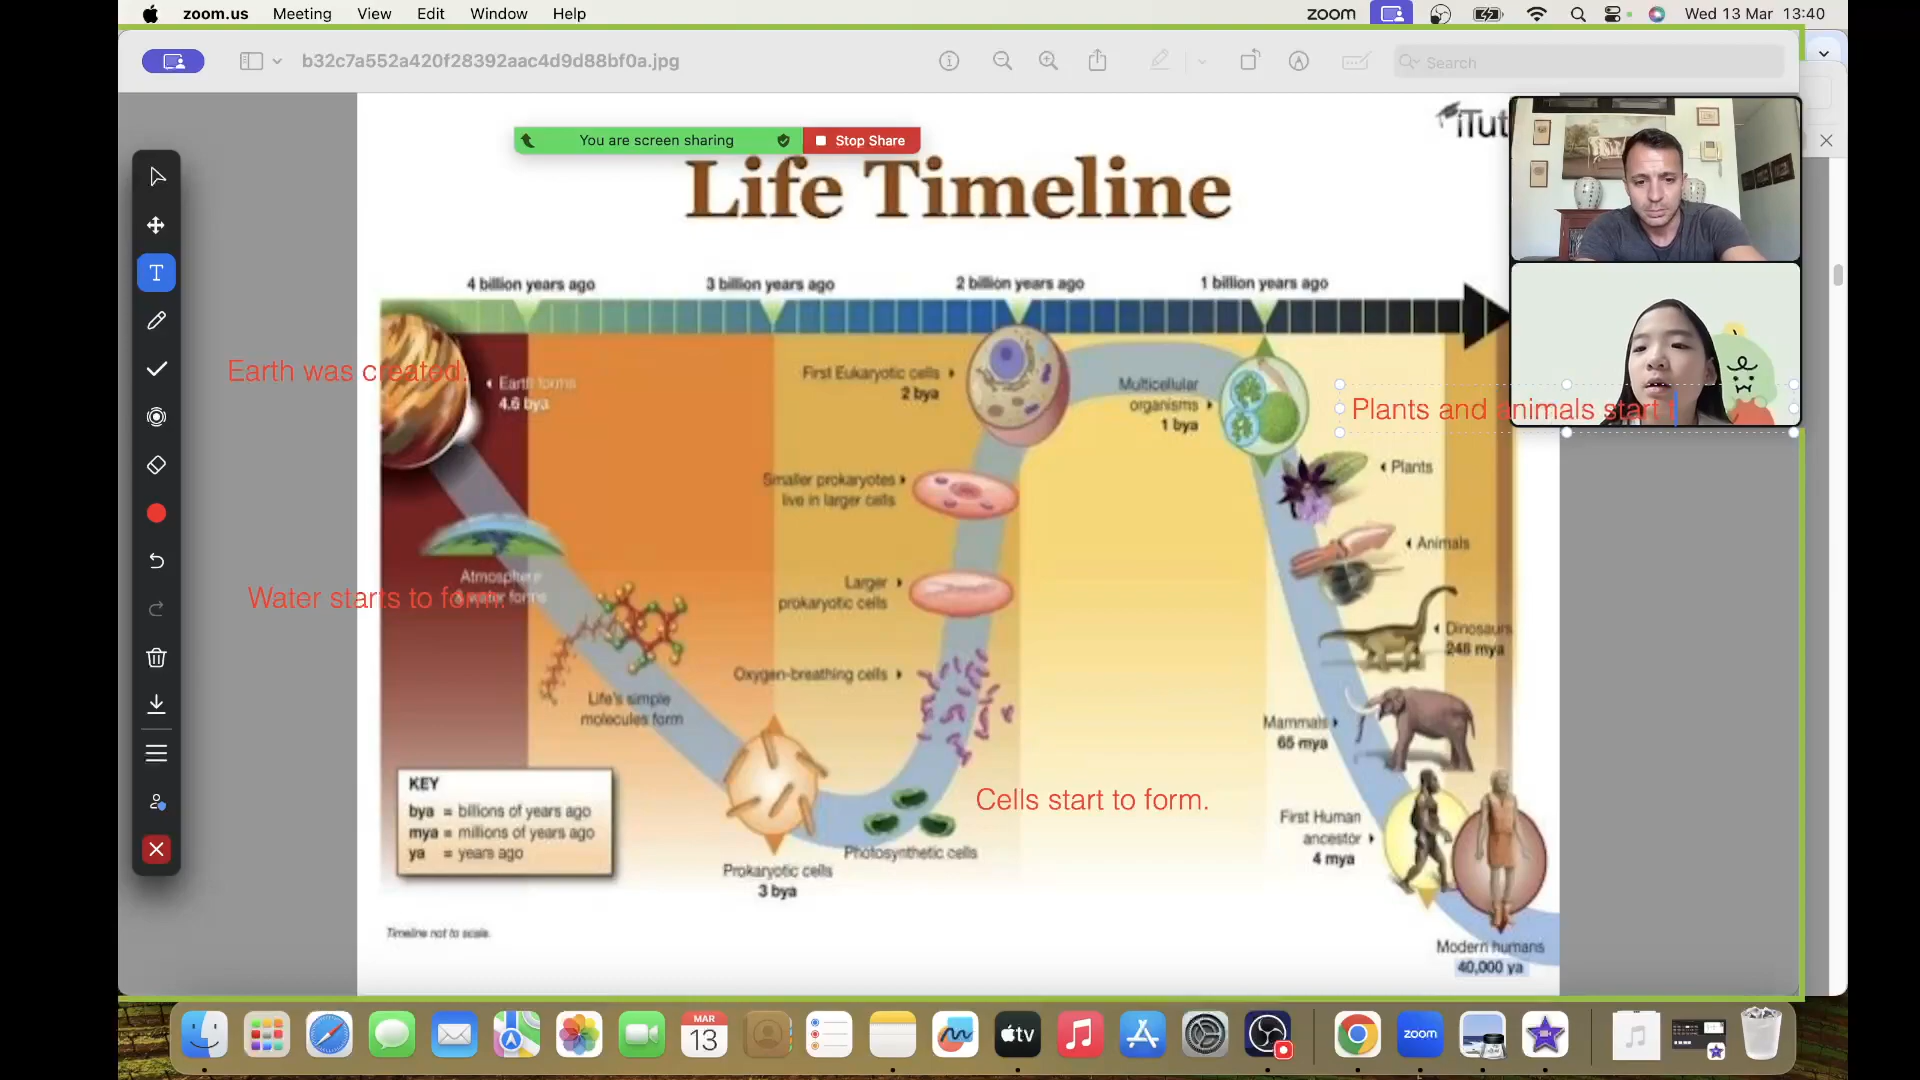 zoom.us Meeting View Edit Window Help
zoom Wed 13 Mar 13:40
b32c7a552a420f28392aac4d9d88bf0a.jpg
Search
You are screen sharing
Stop Share
iTut
Life Timeline
4 billion years ago
3 billion years ago
2 billion years ago
1 billion years ago
Earth was created.
Earth forms
4.6 bya
First Eukaryotic cells
2 bya
Multicellular
organisms
1 bya
Plants and animals start f
Plants
Smaller prokaryotes
live in larger cells
Animals
Atmosphere
& water forms
Water starts to form.
Larger
prokaryotic cells
Dinosaurs
248 mya
Oxygen-breathing cells
Life's simple
molecules form
Mammals
65 mya
KEY
bya = billions of years ago
mya = millions of years ago
ya = years ago
Cells start to form.
First Human
ancestor
4 mya
Photosynthetic cells
Prokaryotic cells
3 bya
Timeline not to scale.
Modern humans
40,000 ya
MAR
13
tv
zoom